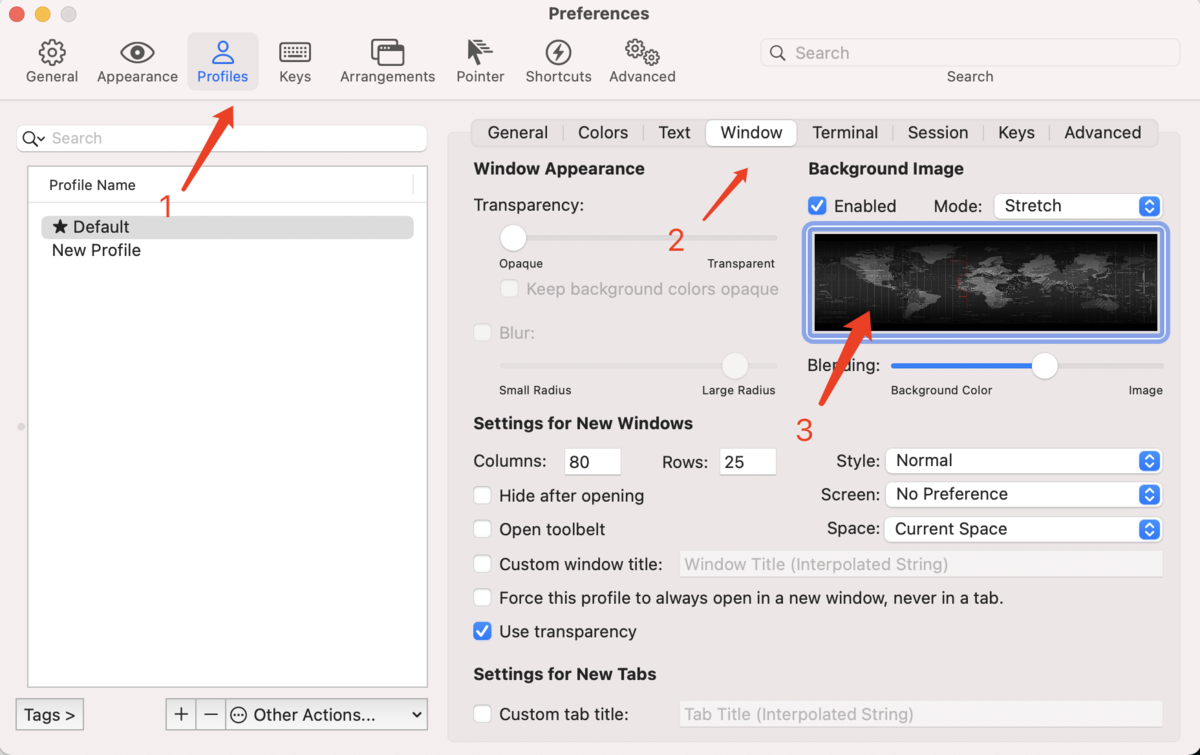 Preferences
General Appearance Profiles Keys Arrangements Pointer Shortcuts Advanced
Search
Search
Search
1
Profile Name
★ Default
New Profile
Tags >
+ − Other Actions...
General Colors Text Window Terminal Session Keys Advanced
Window Appearance
Transparency:
2
Opaque Transparent
Keep background colors opaque
Blur:
Small Radius Large Radius
Background Image
Enabled Mode: Stretch
Blending:
Background Color Image
3
Settings for New Windows
Columns: 80 Rows: 25 Style: Normal
Hide after opening Screen: No Preference
Open toolbelt Space: Current Space
Custom window title: Window Title (Interpolated String)
Force this profile to always open in a new window, never in a tab.
Use transparency
Settings for New Tabs
Custom tab title: Tab Title (Interpolated String)